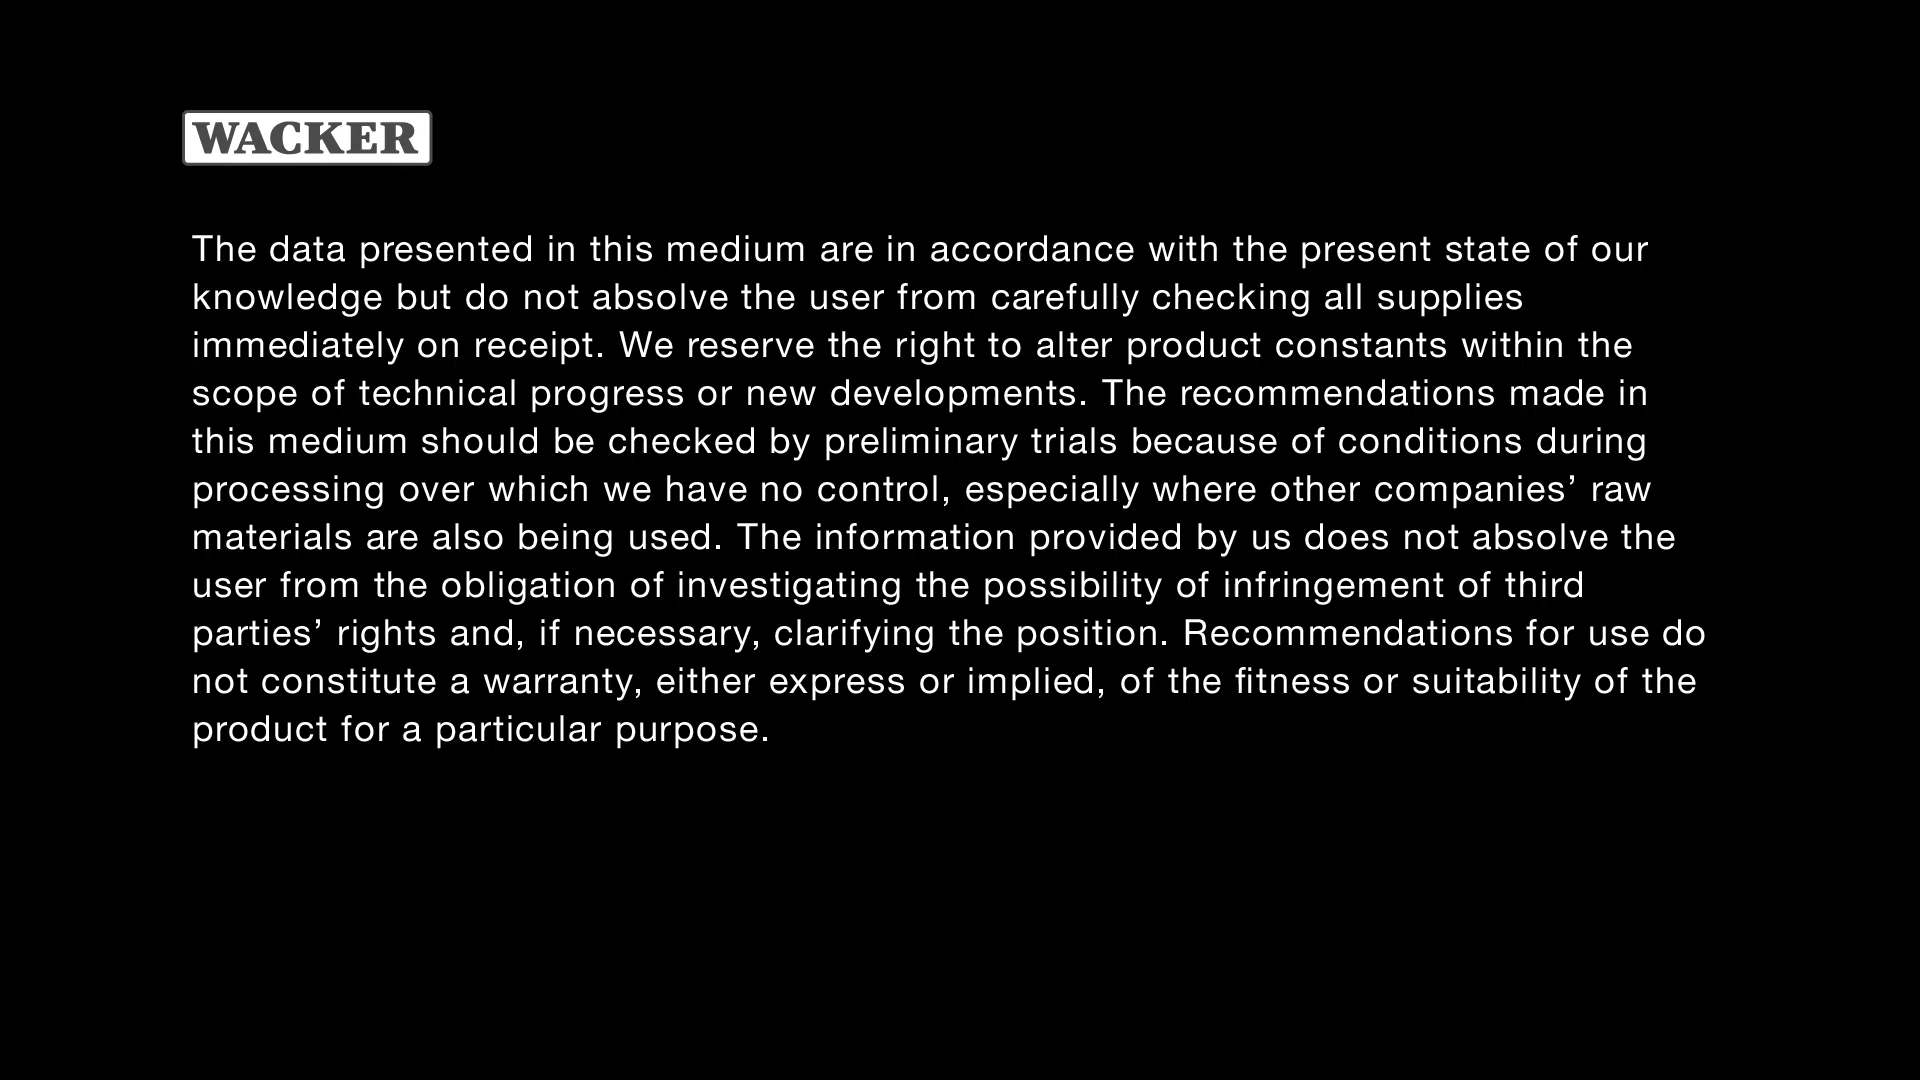 WACKER
The data presented in this medium are in accordance with the present state of our
knowledge but do not absolve the user from carefully checking all supplies
immediately on receipt. We reserve the right to alter product constants within the
scope of technical progress or new developments. The recommendations made in
this medium should be checked by preliminary trials because of conditions during
processing over which we have no control, especially where other companies’ raw
materials are also being used. The information provided by us does not absolve the
user from the obligation of investigating the possibility of infringement of third
parties’ rights and, if necessary, clarifying the position. Recommendations for use do
not constitute a warranty, either express or implied, of the fitness or suitability of the
product for a particular purpose.